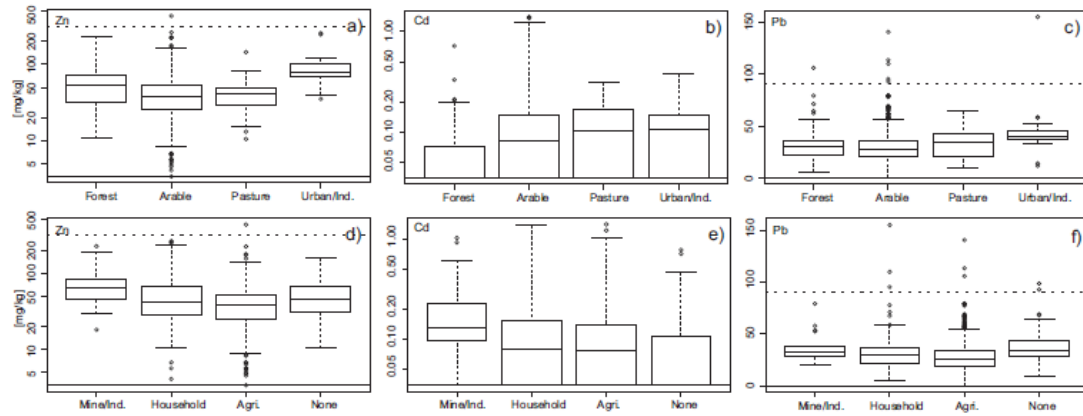 Zn
a)
500
100
50
20
10
5
[mg/kg]
Forest Arable Pasture Urban/Ind.
Cd
b)
1.00
0.50
0.20
0.10
0.05
Forest Arable Pasture Urban/Ind.
Pb
c)
150
100
50
0
Forest Arable Pasture Urban/Ind.
Zn
d)
500
100
50
20
10
5
[mg/kg]
Mine/Ind. Household Agri. None
Cd
e)
1.00
0.50
0.20
0.10
0.05
Mine/Ind. Household Agri. None
Pb
f)
150
100
50
0
Mine/Ind. Household Agri. None